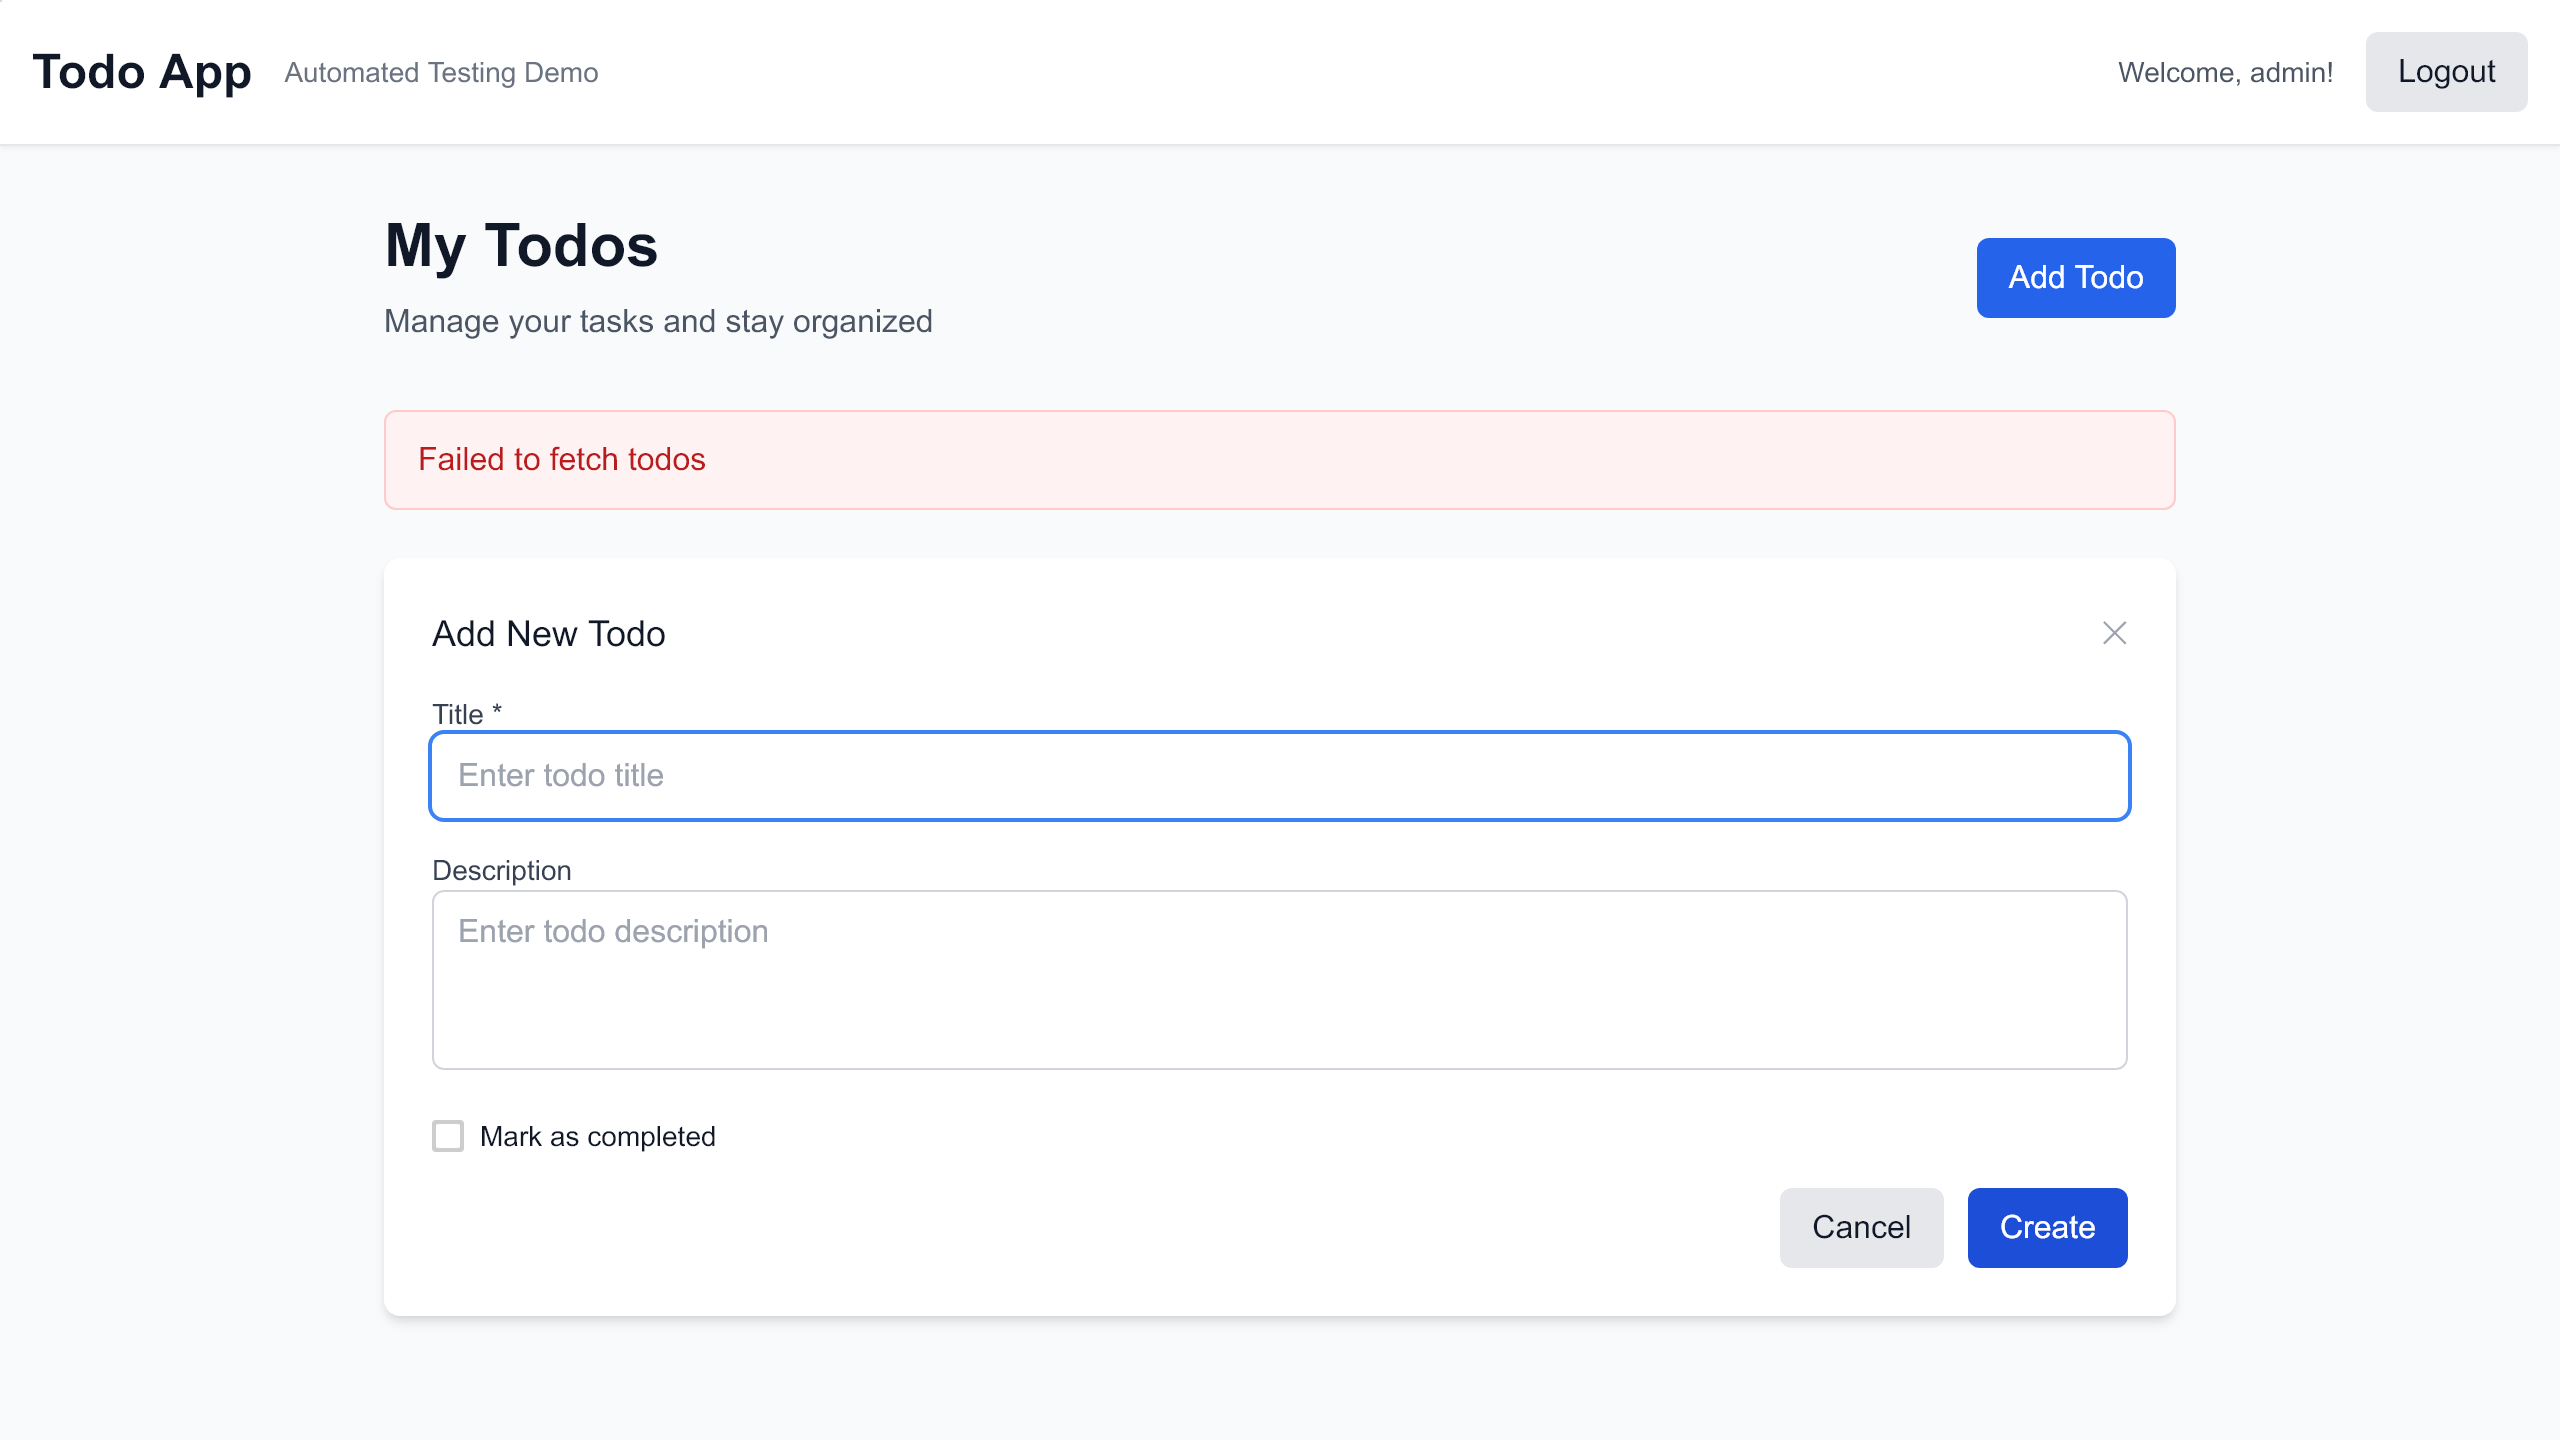 Todo App
Automated Testing Demo
Welcome, admin!
Logout
My Todos
Manage your tasks and stay organized
Add Todo
Failed to fetch todos
Add New Todo
Title *
Enter todo title
Description
Enter todo description
Mark as completed
Cancel
Create